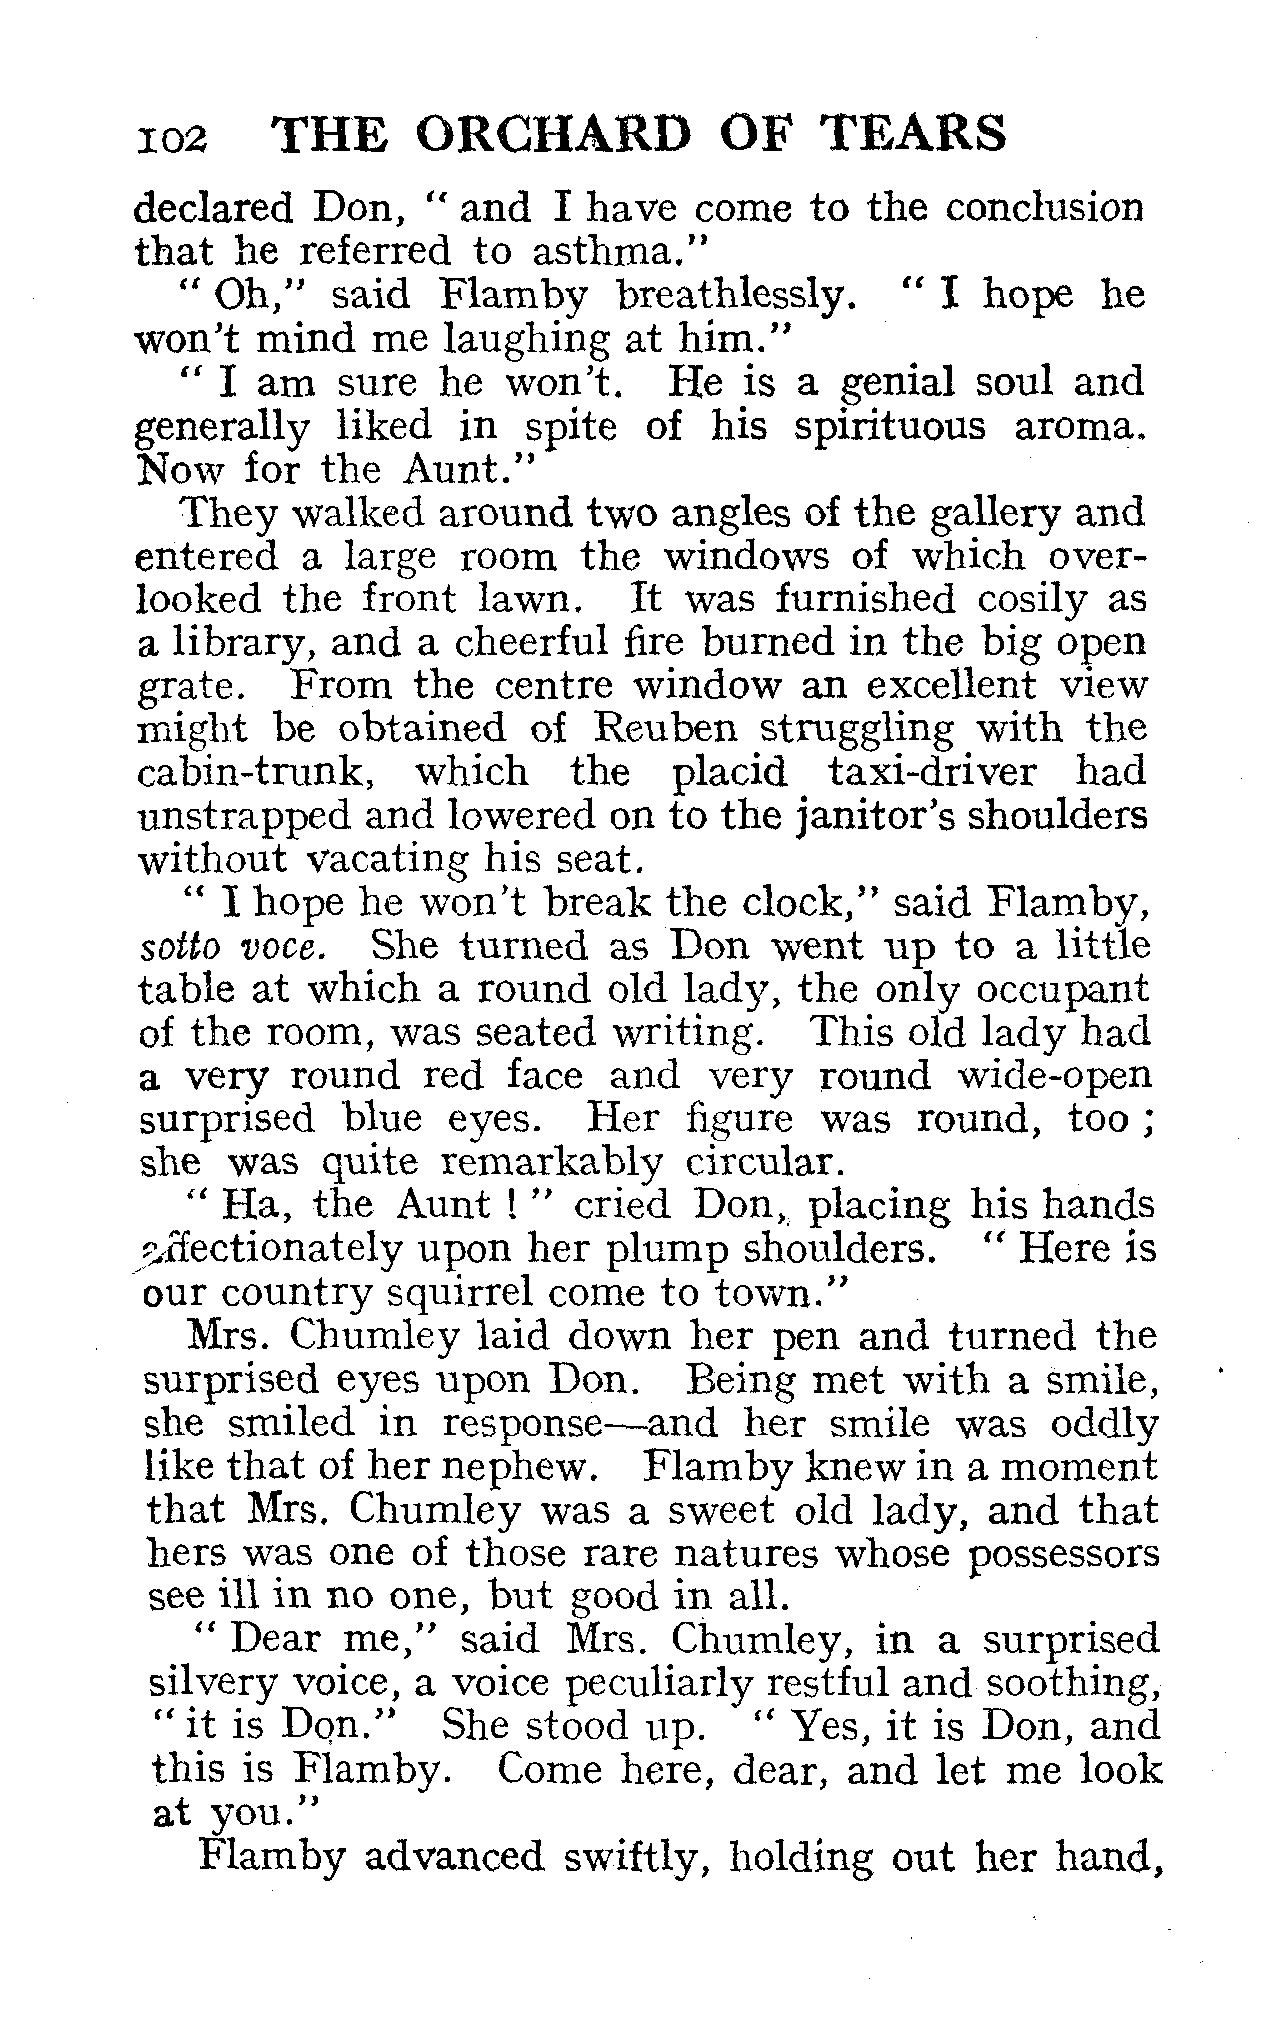 102 THE ORCHARD OF TEARS
declared Don, " and I have come to the conclusion
that he referred to asthma."
" Oh," said Flamby breathlessly. " I hope he
won't mind me laughing at him."
" I am sure he won't. He is a genial soul and
generally liked in spite of his spirituous aroma.
Now for the Aunt."
They walked around two angles of the gallery and
entered a large room the windows of which over-
looked the front lawn. It was furnished cosily as
a library, and a cheerful fire burned in the big open
grate. From the centre window an excellent view
might be obtained of Reuben struggling with the
cabin-trunk, which the placid taxi-driver had
unstrapped and lowered on to the janitor's shoulders
without vacating his seat.
" I hope he won't break the clock," said Flamby,
sotto voce. She turned as Don went up to a little
table at which a round old lady, the only occupant
of the room, was seated writing. This old lady had
a very round red face and very round wide-open
surprised blue eyes. Her figure was round, too ;
she was quite remarkably circular.
" Ha, the Aunt ! " cried Don, placing his hands
affectionately upon her plump shoulders. " Here is
our country squirrel come to town."
Mrs. Chumley laid down her pen and turned the
surprised eyes upon Don. Being met with a smile,
she smiled in response—and her smile was oddly
like that of her nephew. Flamby knew in a moment
that Mrs. Chumley was a sweet old lady, and that
hers was one of those rare natures whose possessors
see ill in no one, but good in all.
" Dear me," said Mrs. Chumley, in a surprised
silvery voice, a voice peculiarly restful and soothing,
" it is Don." She stood up. " Yes, it is Don, and
this is Flamby. Come here, dear, and let me look
at you."
Flamby advanced swiftly, holding out her hand,